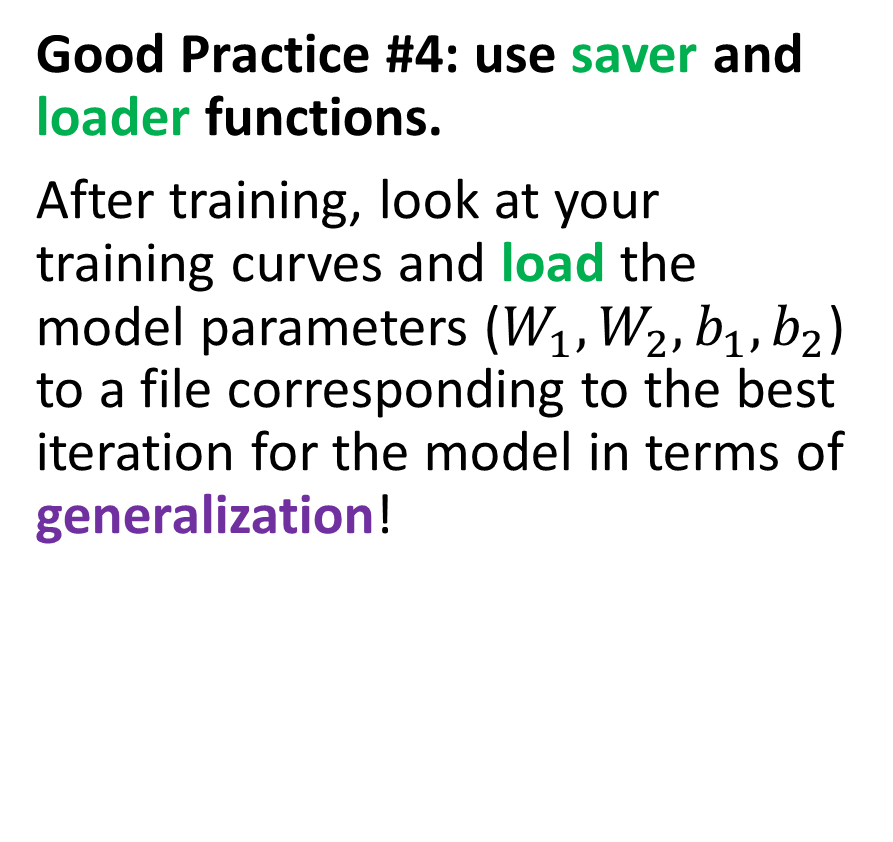 Good Practice #4: use saver and
loader functions.
After training, look at your
training curves and load the
model parameters (𝑊₁, 𝑊₂, 𝑏₁, 𝑏₂)
to a file corresponding to the best
iteration for the model in terms of
generalization!